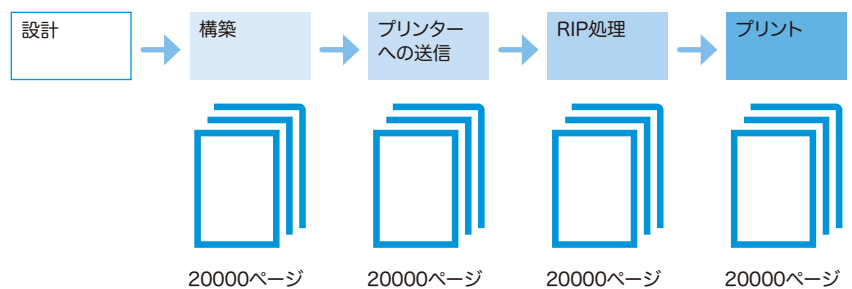 設計
構築
プリンター
への送信
RIP処理
プリント
20000ページ
20000ページ
20000ページ
20000ページ